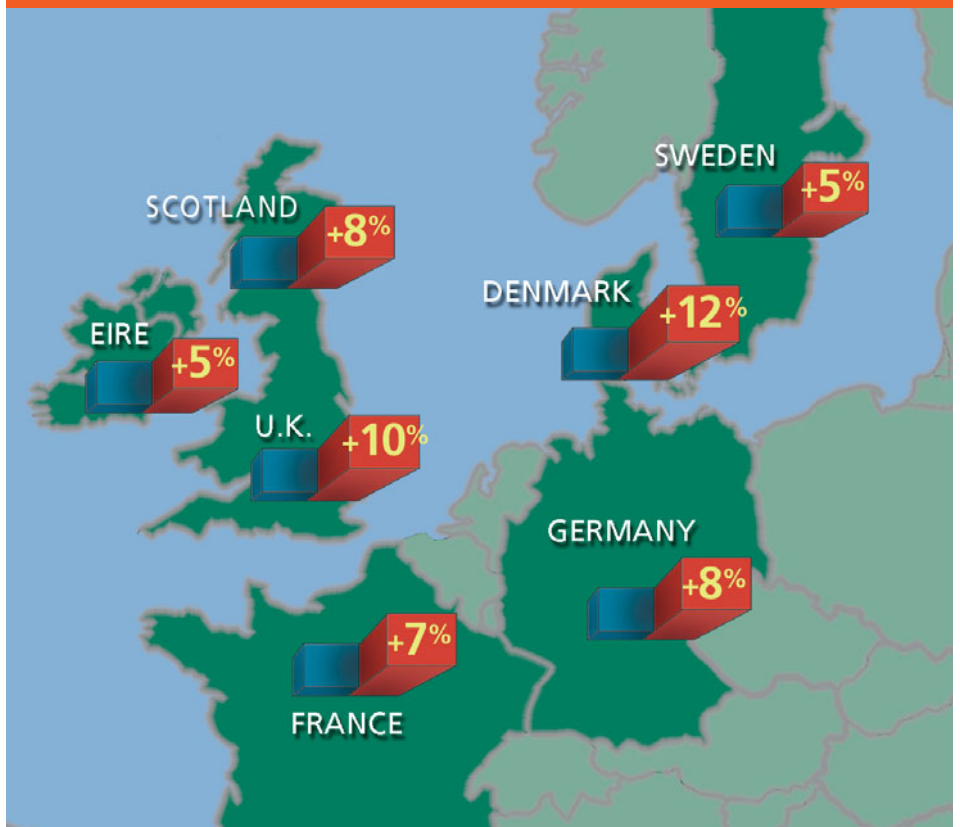 SWEDEN
+5%
SCOTLAND
+8%
DENMARK
+12%
EIRE
+5%
U.K.
+10%
GERMANY
+8%
+7%
FRANCE